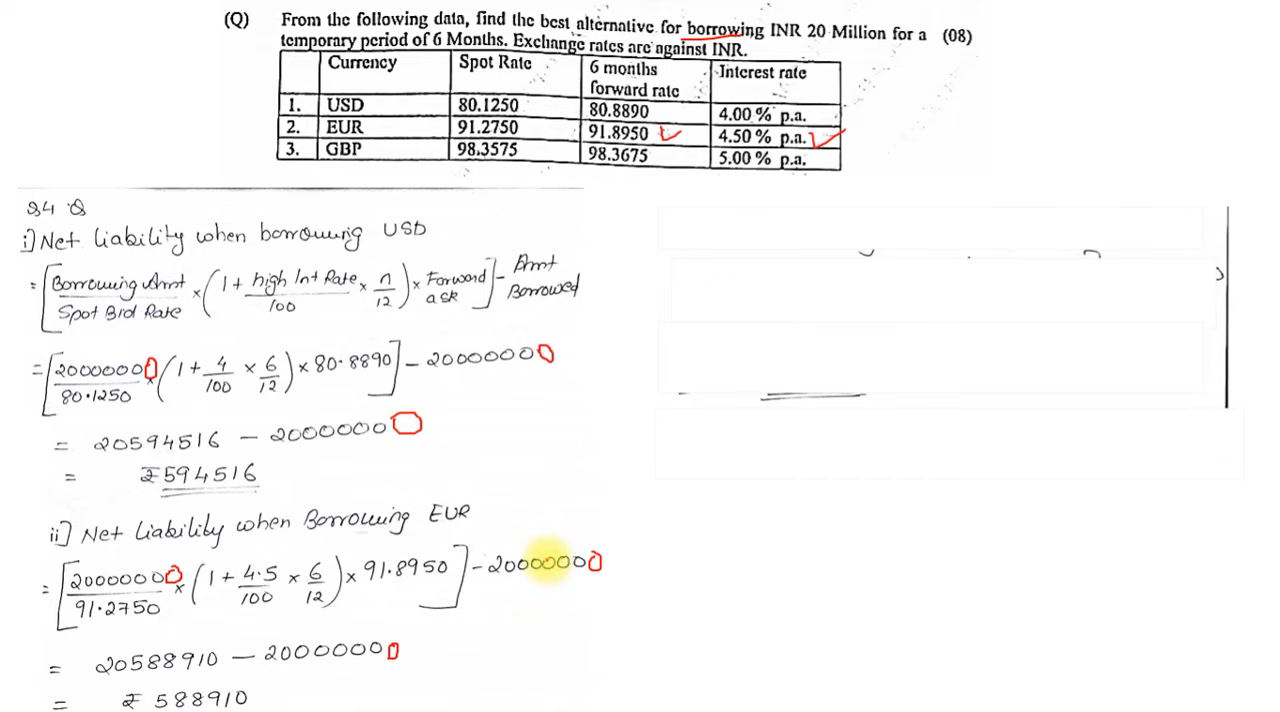 (Q) From the following data, find the best alternative for borrowing INR 20 Million for a (08)
temporary period of 6 Months. Exchange rates are against INR.
Currency Spot Rate 6 months forward rate Interest rate
1. USD 80.1250 80.8890 4.00 % p.a.
2. EUR 91.2750 91.8950 4.50 % p.a.
3. GBP 98.3575 98.3675 5.00 % p.a.
i) Net liability when borrowing USD
= [Borrowing Amt / Spot Bid Rate × (1 + high Int Rate / 100 × n / 12) × Forward ask] - Amt Borrowed
= [20000000 / 80.1250 × (1 + 4 / 100 × 6 / 12) × 80.8890] - 20000000
= 20594516 - 20000000
= ₹594516
ii] Net Liability when Borrowing EUR
= [20000000 / 91.2750 × (1 + 4.5 / 100 × 6 / 12) × 91.8950] - 20000000
= 20588910 - 20000000
= ₹ 588910